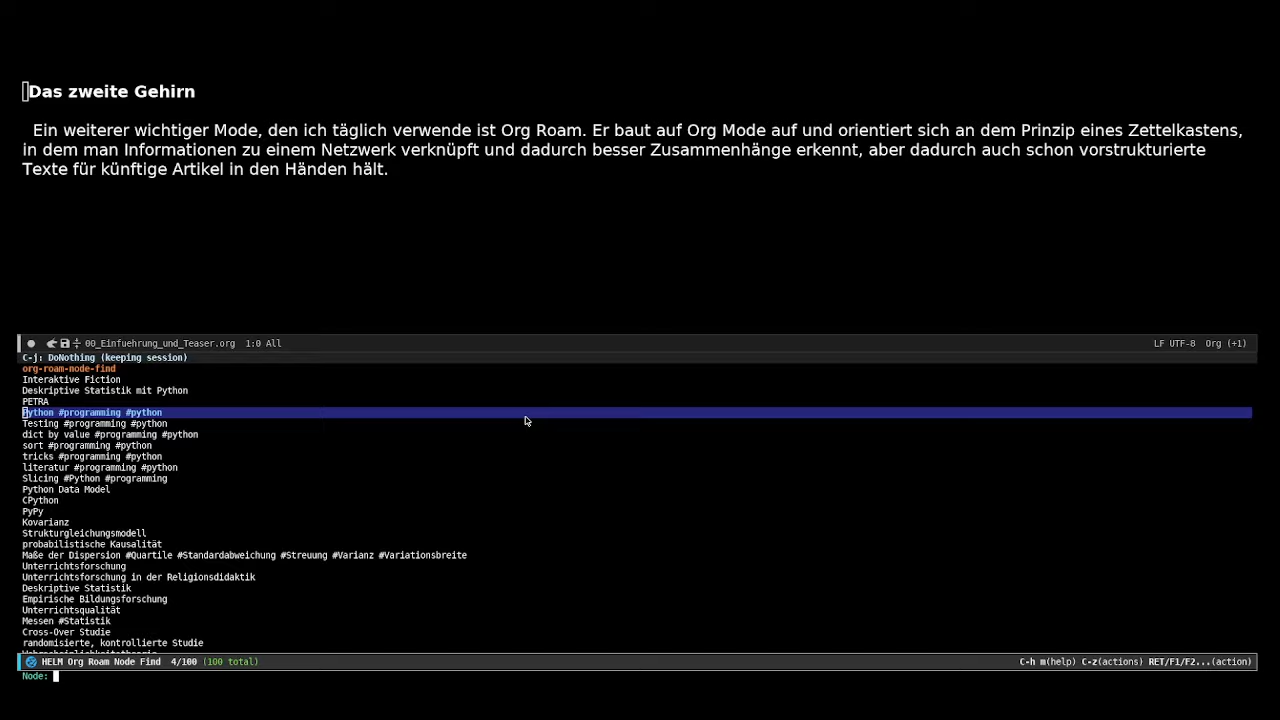 Das zweite Gehirn
Ein weiterer wichtiger Mode, den ich täglich verwende ist Org Roam. Er baut auf Org Mode auf und orientiert sich an dem Prinzip eines Zettelkastens,
in dem man Informationen zu einem Netzwerk verknüpft und dadurch besser Zusammenhänge erkennt, aber dadurch auch schon vorstrukturierte
Texte für künftige Artikel in den Händen hält.
00_Einfuehrung_und_Teaser.org 1:0 All LF UTF-8 Org (+1)
C-j: DoNothing (keeping session)
org-roam-node-find
Interaktive Fiction
Deskriptive Statistik mit Python
PETRA
Python #programming #python
Testing #programming #python
dict by value #programming #python
sort #programming #python
tricks #programming #python
literatur #programming #python
Slicing #Python #programming
Python Data Model
CPython
PyPy
Kovarianz
Strukturgleichungsmodell
probabilistische Kausalität
Maße der Dispersion #Quartile #Standardabweichung #Streuung #Varianz #Variationsbreite
Unterrichtsforschung
Unterrichtsforschung in der Religionsdidaktik
Deskriptive Statistik
Empirische Bildungsforschung
Unterrichtsqualität
Messen #Statistik
Cross-Over Studie
randomisierte, kontrollierte Studie
HELM Org Roam Node Find 4/100 (100 total) C-h m(help) C-z(actions) RET/F1/F2...(action)
Node: